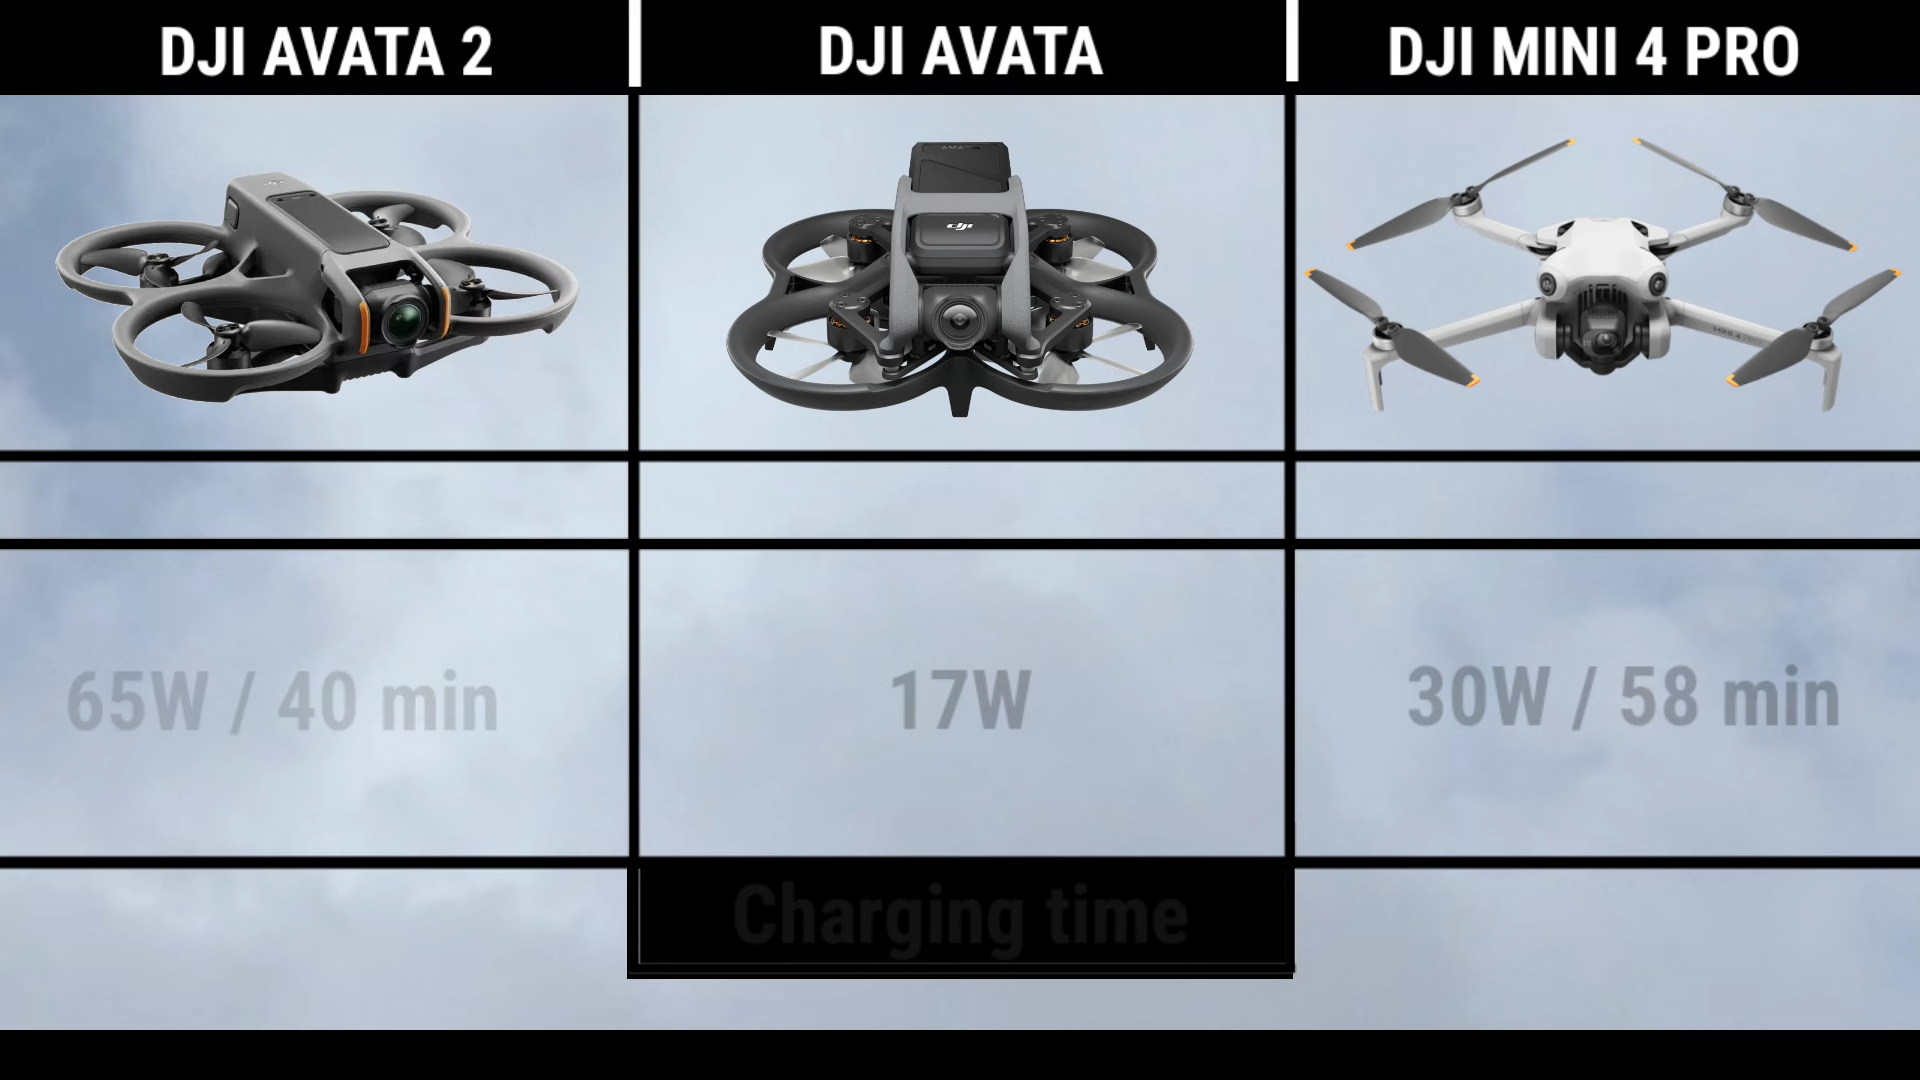 DJI AVATA 2
DJI AVATA
DJI MINI 4 PRO
65W / 40 min
17W
30W / 58 min
Charging time